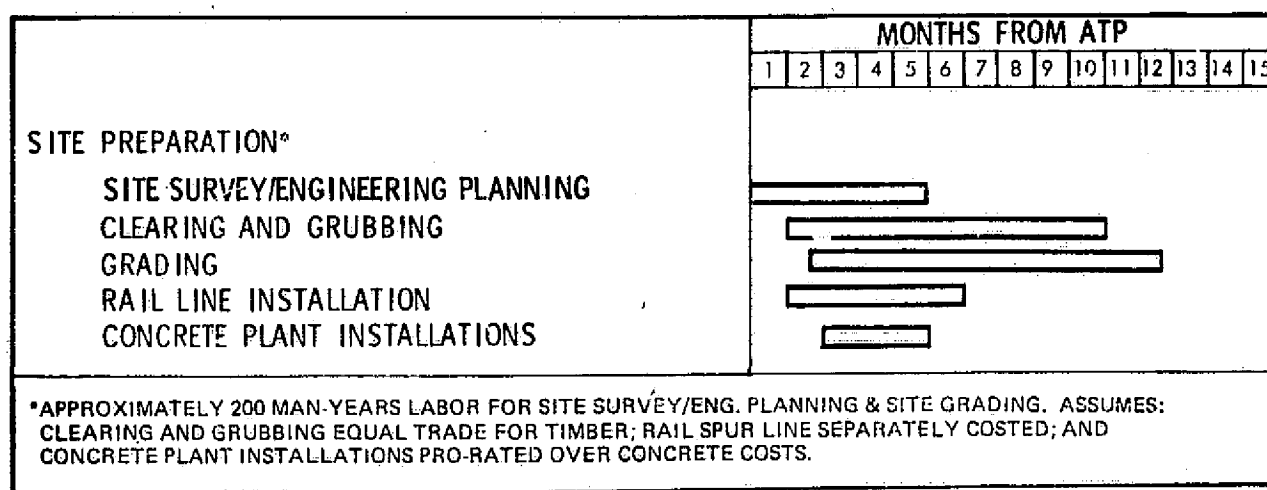 MONTHS FROM ATP
1 2 3 4 5 6 7 8 9 10 11 12 13 14 15
SITE PREPARATION*
SITE SURVEY/ENGINEERING PLANNING
CLEARING AND GRUBBING
GRADING
RAIL LINE INSTALLATION
CONCRETE PLANT INSTALLATIONS
*APPROXIMATELY 200 MAN-YEARS LABOR FOR SITE SURVEY/ENG. PLANNING & SITE GRADING. ASSUMES:
CLEARING AND GRUBBING EQUAL TRADE FOR TIMBER; RAIL SPUR LINE SEPARATELY COSTED; AND
CONCRETE PLANT INSTALLATIONS PRO-RATED OVER CONCRETE COSTS.